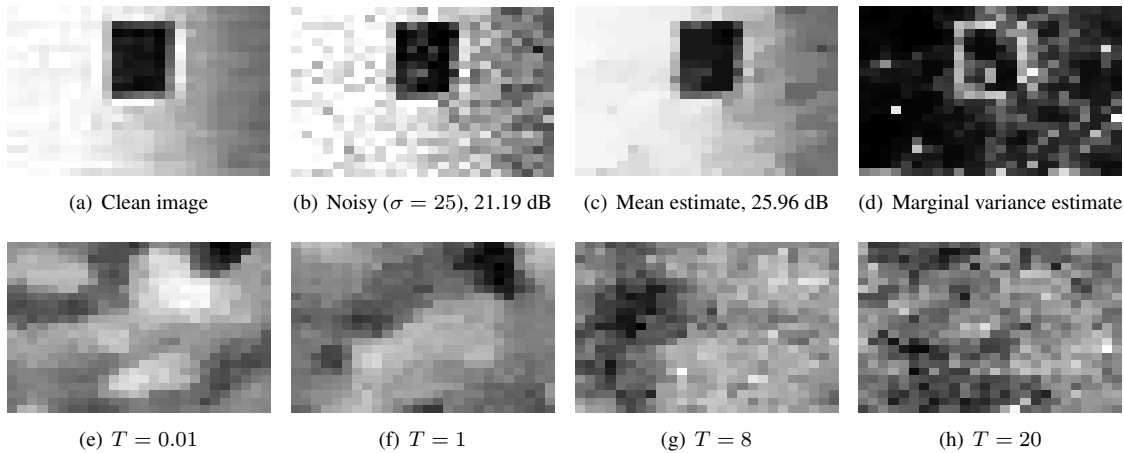 (a) Clean image
(b) Noisy (σ = 25), 21.19 dB
(c) Mean estimate, 25.96 dB
(d) Marginal variance estimate
(e) T = 0.01
(f) T = 1
(g) T = 8
(h) T = 20